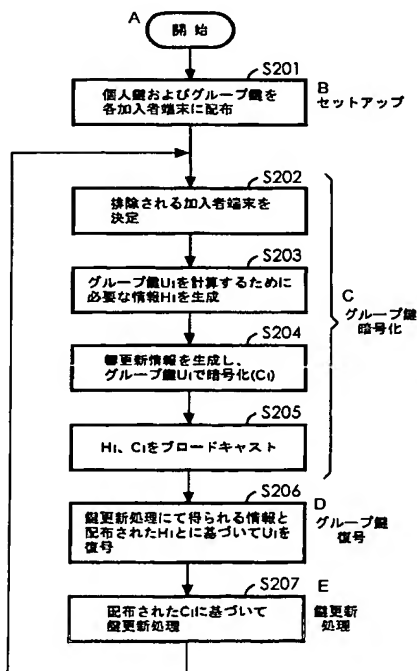 A
開始
S201
個人鍵およびグループ鍵を
各加入者端末に配布
B
セットアップ
S202
排除される加入者端末を
決定
S203
グループ鍵Uiを計算するために
必要な情報Hiを生成
C
グループ鍵
暗号化
S204
鍵更新情報を生成し、
グループ鍵Uiで暗号化(Ci)
S205
Hi、Ciをブロードキャスト
S206
鍵更新処理にて得られる情報と
配布されたHiとに基づいてUiを
復号
D
グループ鍵
復号
S207
配布されたCiに基づいて
鍵更新処理
E
鍵更新
処理